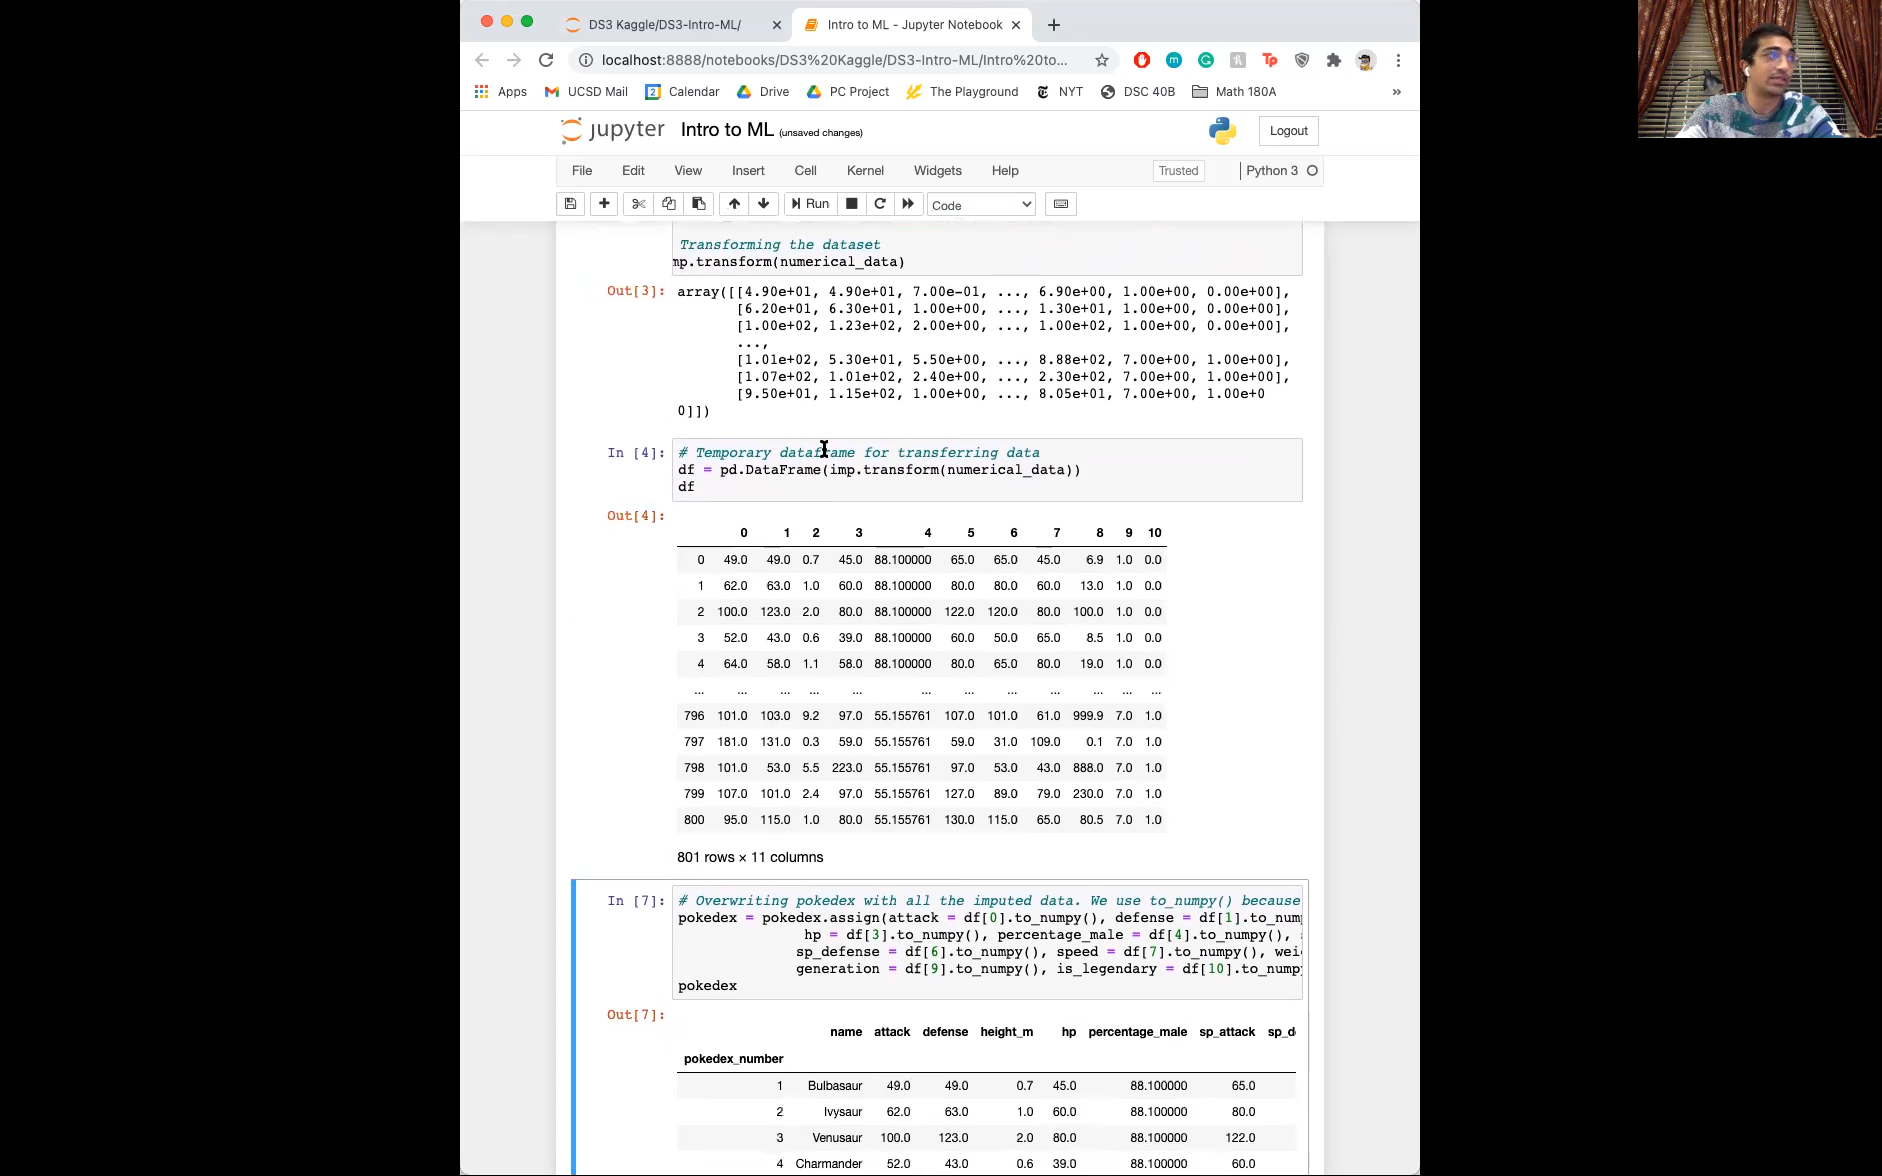 DS3 Kaggle/DS3-Intro-ML/
Intro to ML - Jupyter Notebook
localhost:8888/notebooks/DS3%20Kaggle/DS3-Intro-ML/Intro%20to...
Apps UCSD Mail Calendar Drive PC Project The Playground NYT DSC 40B Math 180A »
jupyter Intro to ML (unsaved changes) Logout
File Edit View Insert Cell Kernel Widgets Help Trusted Python 3
Run Code
Transforming the dataset
mp.transform(numerical_data)
Out[3]: array([[4.90e+01, 4.90e+01, 7.00e-01, ..., 6.90e+00, 1.00e+00, 0.00e+00],
[6.20e+01, 6.30e+01, 1.00e+00, ..., 1.30e+01, 1.00e+00, 0.00e+00],
[1.00e+02, 1.23e+02, 2.00e+00, ..., 1.00e+02, 1.00e+00, 0.00e+00],
...,
[1.01e+02, 5.30e+01, 5.50e+00, ..., 8.88e+02, 7.00e+00, 1.00e+00],
[1.07e+02, 1.01e+02, 2.40e+00, ..., 2.30e+02, 7.00e+00, 1.00e+00],
[9.50e+01, 1.15e+02, 1.00e+00, ..., 8.05e+01, 7.00e+00, 1.00e+0
0]])
In [4]: # Temporary dataframe for transferring data
df = pd.DataFrame(imp.transform(numerical_data))
df
Out[4]:
0 1 2 3 4 5 6 7 8 9 10
0 49.0 49.0 0.7 45.0 88.100000 65.0 65.0 45.0 6.9 1.0 0.0
1 62.0 63.0 1.0 60.0 88.100000 80.0 80.0 60.0 13.0 1.0 0.0
2 100.0 123.0 2.0 80.0 88.100000 122.0 120.0 80.0 100.0 1.0 0.0
3 52.0 43.0 0.6 39.0 88.100000 60.0 50.0 65.0 8.5 1.0 0.0
4 64.0 58.0 1.1 58.0 88.100000 80.0 65.0 80.0 19.0 1.0 0.0
... ... ... ... ... ... ... ... ... ... ... ...
796 101.0 103.0 9.2 97.0 55.155761 107.0 101.0 61.0 999.9 7.0 1.0
797 181.0 131.0 0.3 59.0 55.155761 59.0 31.0 109.0 0.1 7.0 1.0
798 101.0 53.0 5.5 223.0 55.155761 97.0 53.0 43.0 888.0 7.0 1.0
799 107.0 101.0 2.4 97.0 55.155761 127.0 89.0 79.0 230.0 7.0 1.0
800 95.0 115.0 1.0 80.0 55.155761 130.0 115.0 65.0 80.5 7.0 1.0
801 rows × 11 columns
In [7]: # Overwriting pokedex with all the imputed data. We use to_numpy() because
pokedex = pokedex.assign(attack = df[0].to_numpy(), defense = df[1].to_num
hp = df[3].to_numpy(), percentage_male = df[4].to_numpy(), s
sp_defense = df[6].to_numpy(), speed = df[7].to_numpy(), wei
generation = df[9].to_numpy(), is_legendary = df[10].to_nump
pokedex
Out[7]:
name attack defense height_m hp percentage_male sp_attack sp_d
pokedex_number
1 Bulbasaur 49.0 49.0 0.7 45.0 88.100000 65.0
2 Ivysaur 62.0 63.0 1.0 60.0 88.100000 80.0
3 Venusaur 100.0 123.0 2.0 80.0 88.100000 122.0
4 Charmander 52.0 43.0 0.6 39.0 88.100000 60.0